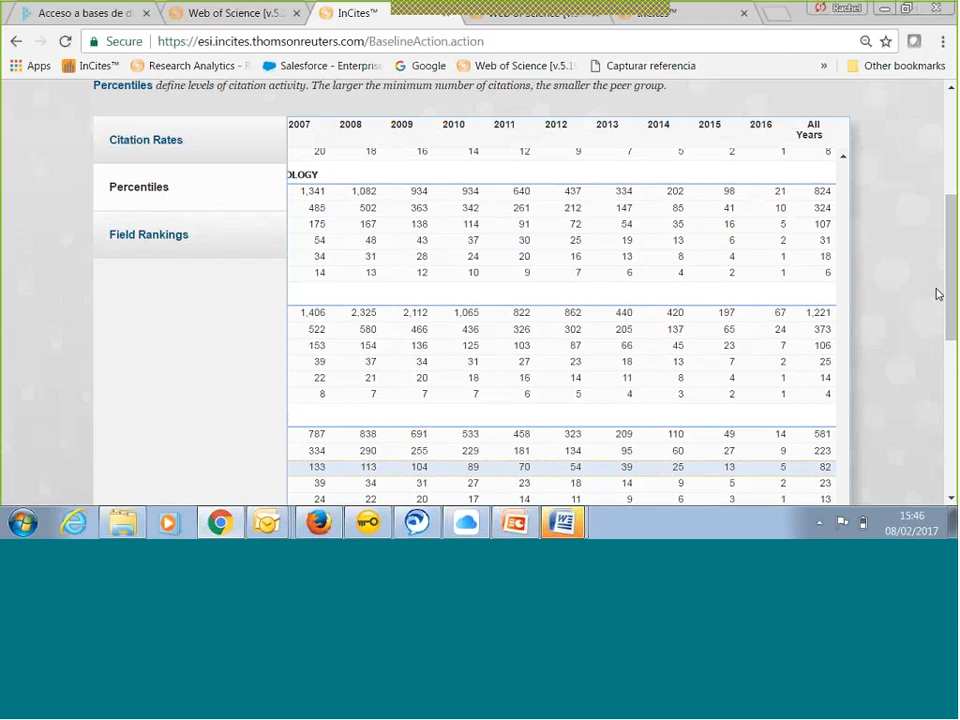 Acceso a bases de d
Web of Science [v.5.
InCites™
Rachel
Secure | https://esi.incites.thomsonreuters.com/BaselineAction.action
Apps InCites™ Research Analytics - R Salesforce - Enterpris Google Web of Science [v.5.1 Capturar referencia » Other bookmarks
Percentiles define levels of citation activity. The larger the minimum number of citations, the smaller the peer group.
Citation Rates
Percentiles
Field Rankings
2007 2008 2009 2010 2011 2012 2013 2014 2015 2016 All Years
20 18 16 14 12 9 7 5 2 1 8
OLOGY
1,341 1,082 934 934 640 437 334 202 98 21 824
485 502 363 342 261 212 147 85 41 10 324
175 167 138 114 91 72 54 35 16 5 107
54 48 43 37 30 25 19 13 6 2 31
34 31 28 24 20 16 13 8 4 1 18
14 13 12 10 9 7 6 4 2 1 6
1,406 2,325 2,112 1,065 822 862 440 420 197 67 1,221
522 580 466 436 326 302 205 137 65 24 373
153 154 136 125 103 87 66 45 23 7 106
39 37 34 31 27 23 18 13 7 2 25
22 21 20 18 16 14 11 8 4 1 14
8 7 7 7 6 5 4 3 2 1 4
787 838 691 533 458 323 209 110 49 14 581
334 290 255 229 181 134 95 60 27 9 223
133 113 104 89 70 54 39 25 13 5 82
39 34 31 27 23 18 14 9 5 2 23
24 22 20 17 14 11 9 6 3 1 13
15:46
08/02/2017